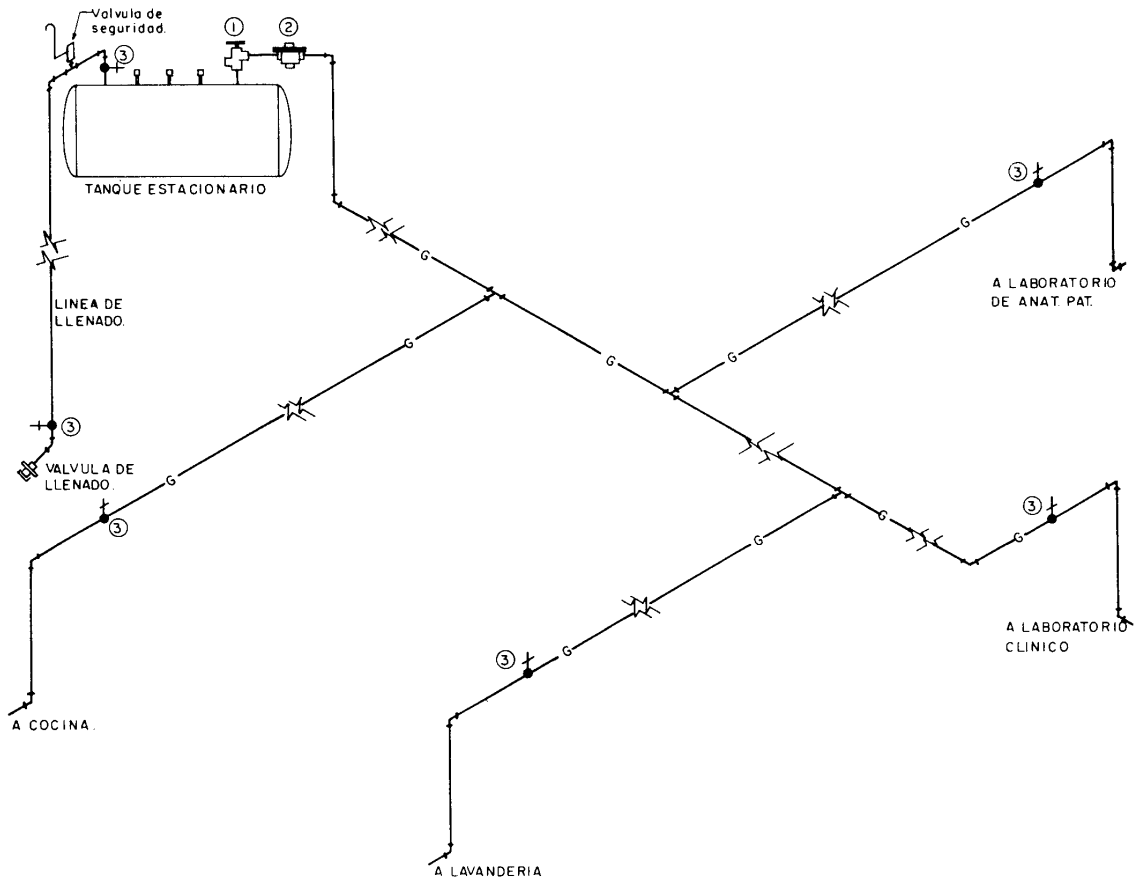 Valvula de
seguridad.
①
②
③
TANQUE ESTACIONARIO
③
G
G
A LABORATORIO
DE ANAT. PAT.
LINEA DE
LLENADO.
G
G
G
③
VALVULA DE
LLENADO.
G
③
③
G
G
G
A LABORATORIO
CLINICO
③
G
A COCINA.
A LAVANDERIA